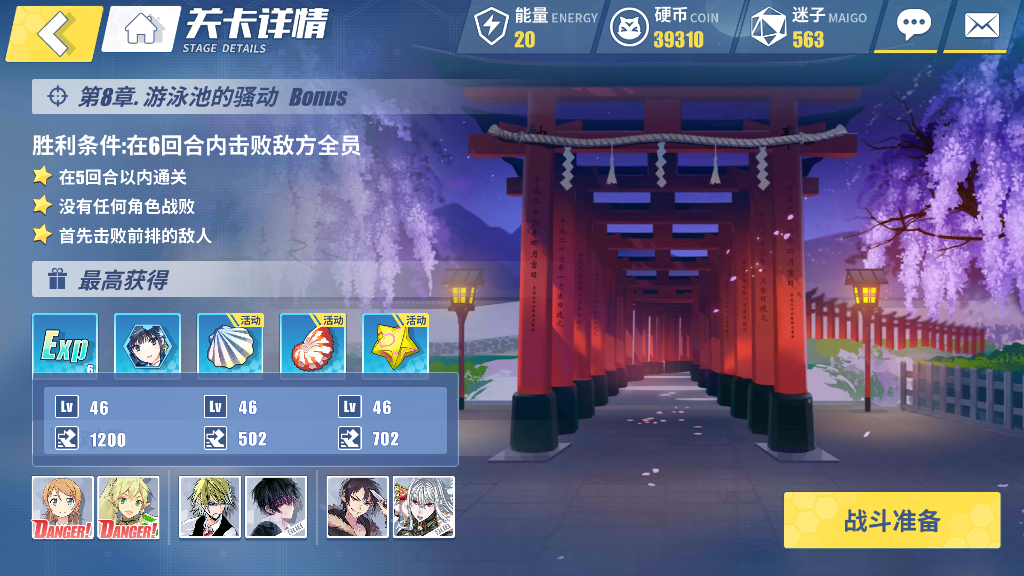 关卡详情
STAGE DETAILS
能量 ENERGY
20
硬币 COIN
39310
迷子 MAIGO
563
第8章. 游泳池的骚动 Bonus
胜利条件:在6回合内击败敌方全员
在5回合以内通关
没有任何角色战败
首先击败前排的敌人
最高获得
Exp
6
活动
活动
活动
Lv 46
Lv 46
Lv 46
1200
502
702
DANGER!
DANGER!
战斗准备